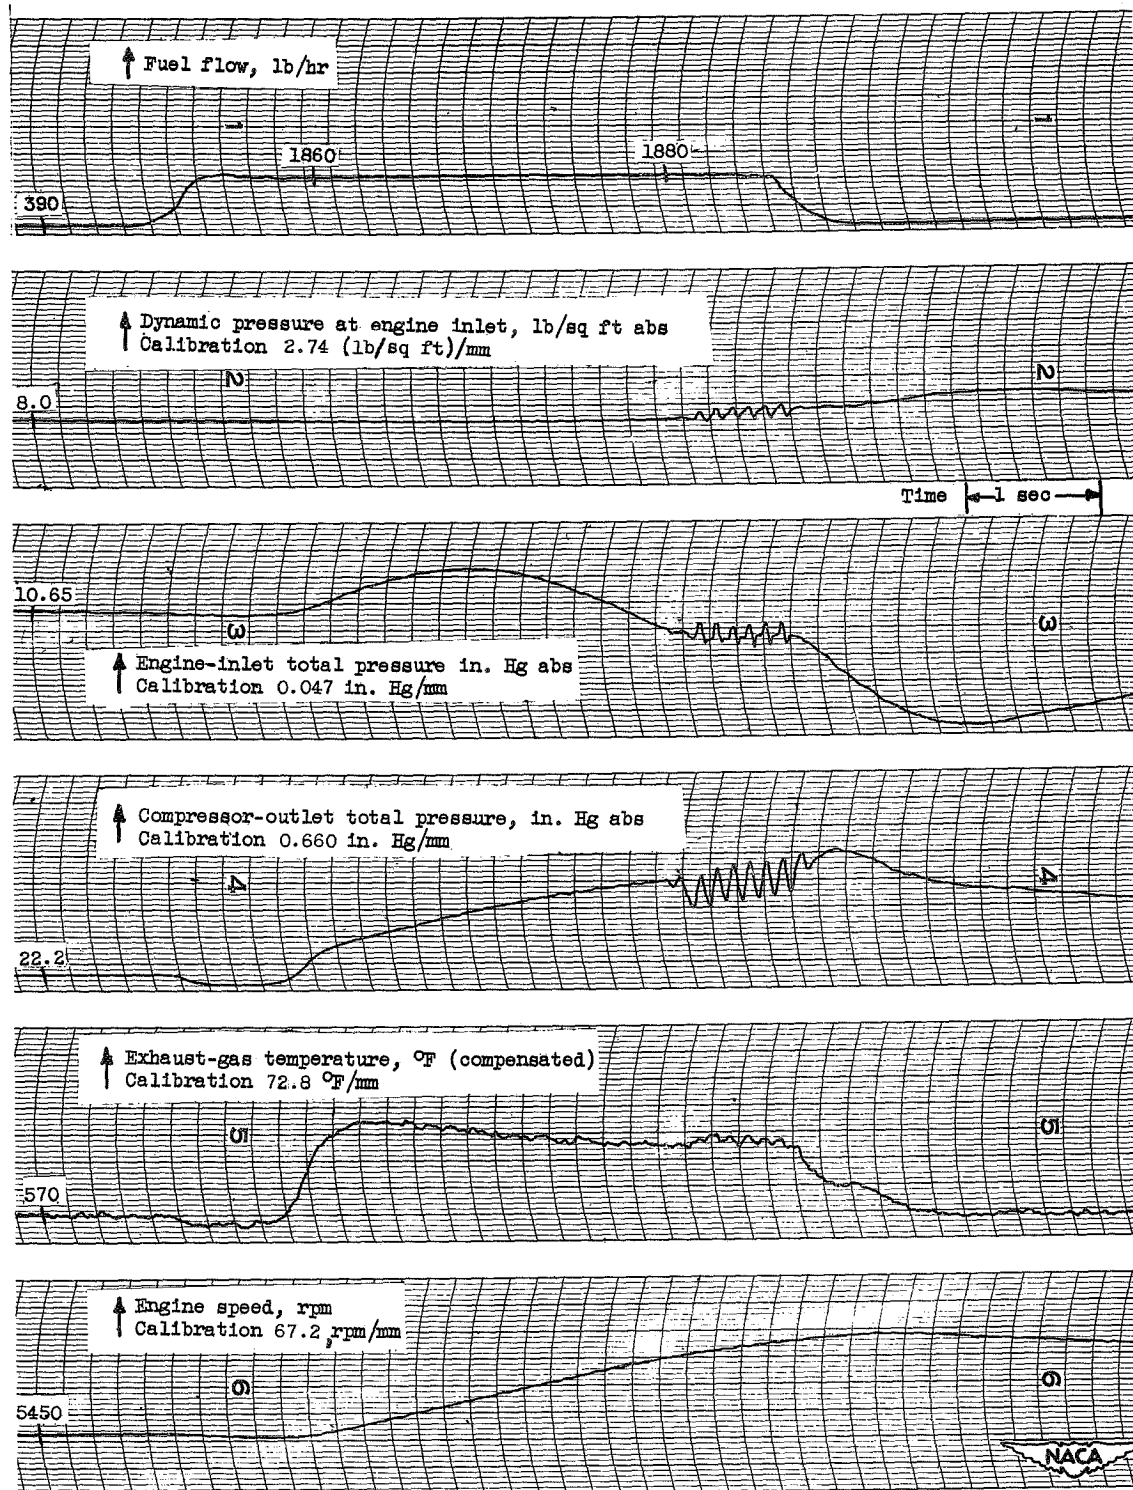 Fuel flow, lb/hr
1
1
1860
1880
390
Dynamic pressure at engine inlet, lb/sq ft abs
Calibration 2.74 (lb/sq ft)/mm
2
2
8.0
Time 1 sec
10.65
3
3
Engine-inlet total pressure in. Hg abs
Calibration 0.047 in. Hg/mm
Compressor-outlet total pressure, in. Hg abs
Calibration 0.660 in. Hg/mm
4
4
22.2
Exhaust-gas temperature, °F (compensated)
Calibration 72.8 °F/mm
5
5
570
Engine speed, rpm
Calibration 67.2 rpm/mm
6
6
5450
NACA